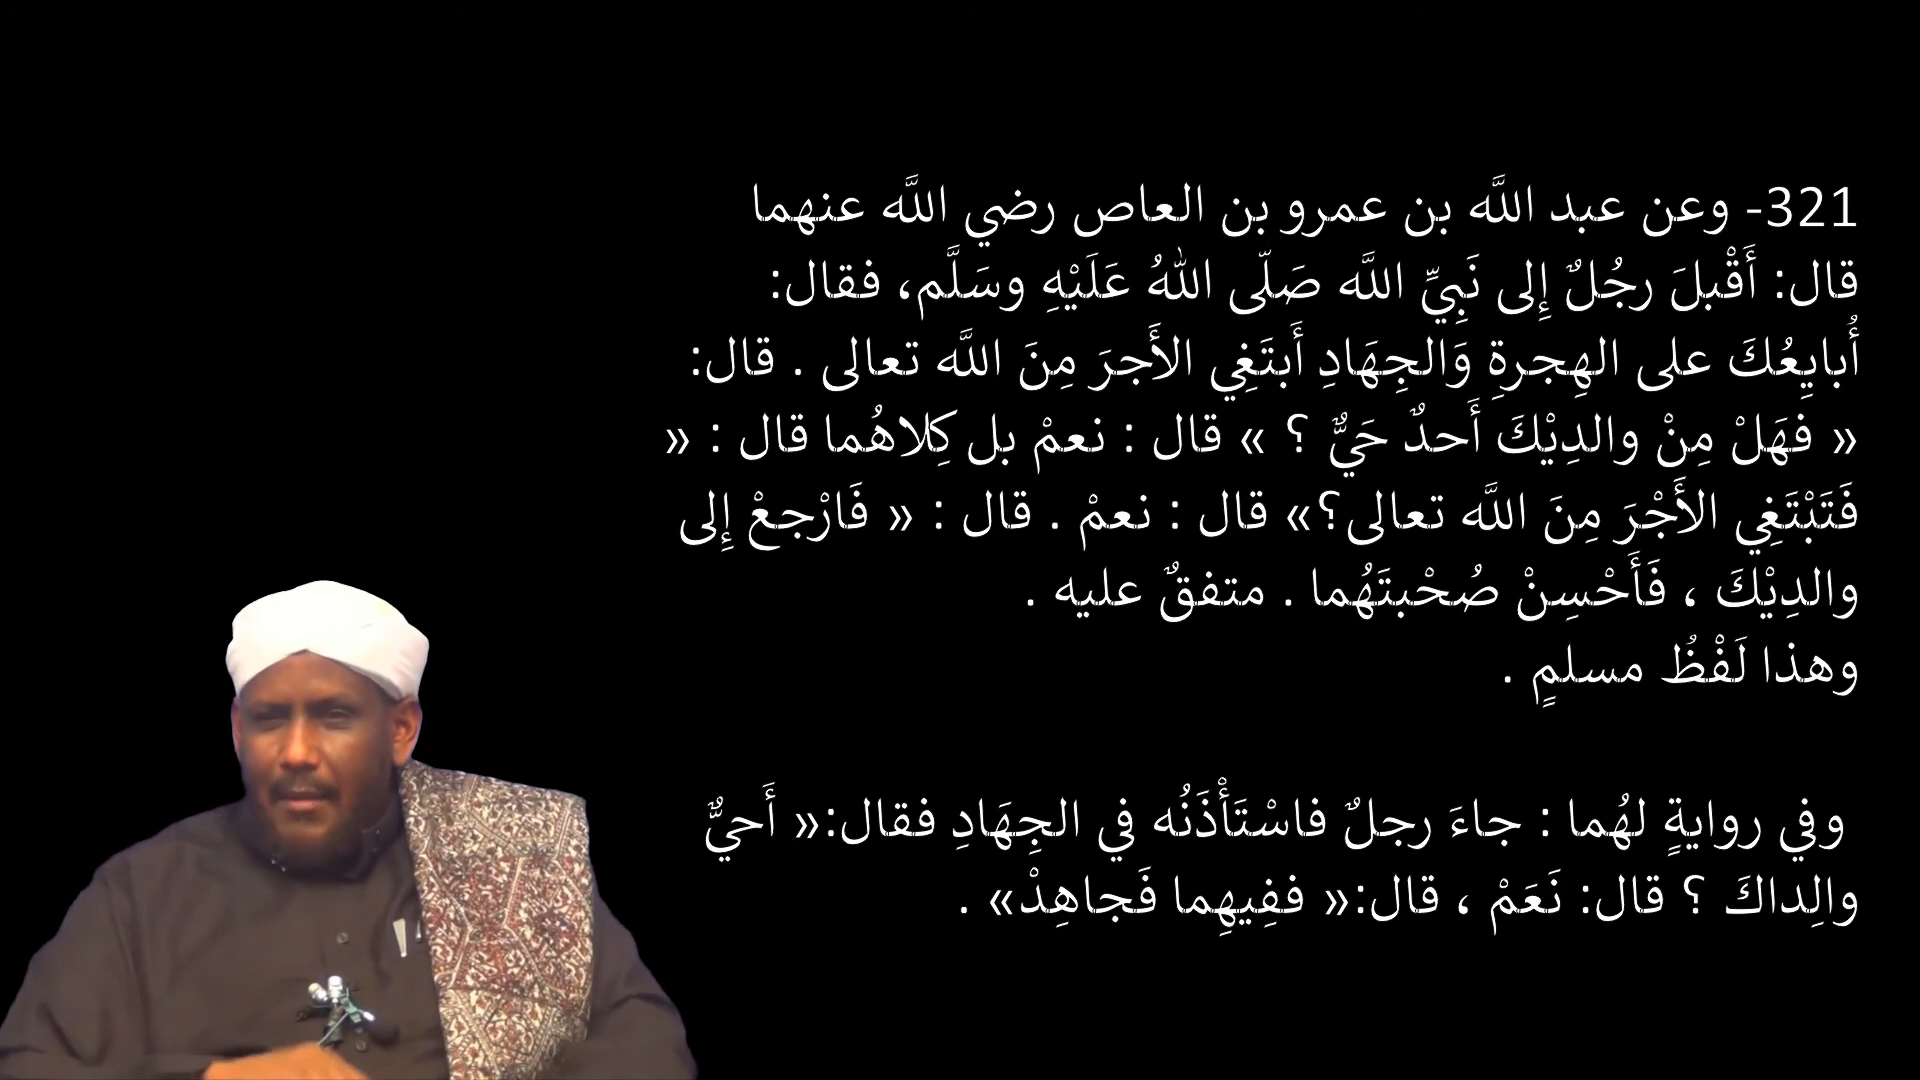 321- وعن عبد اللَّه بن عمرو بن العاص رضي اللَّه عنهما
قال: أَقْبلَ رجُلٌ إِلى نَبِيِّ اللَّه صَلّى اللهُ عَلَيْهِ وسَلَّم، فقال:
أُبايِعُكَ على الهِجرةِ وَالجِهَادِ أَبتَغِي الأَجرَ مِنَ اللَّه تعالى . قال:
« فهَلْ مِنْ والدِيْكَ أَحدٌ حَيٌّ ؟ » قال : نعمْ بل كِلاهُما قال : «
فَتَبْتَغِي الأَجْرَ مِنَ اللَّه تعالى؟» قال : نعمْ . قال : « فَارْجعْ إِلى
والدِيْكَ ، فَأَحْسِنْ صُحْبتَهُما . متفقٌ عليه .
وهذا لَفْظُ مسلمٍ .
وفي روايةٍ لهُما : جاءَ رجلٌ فاسْتَأْذَنُه في الجِهَادِ فقال:« أَحيٌّ
والِداكَ ؟ قال: نَعَمْ ، قال:« ففِيهِما فَجاهِدْ» .